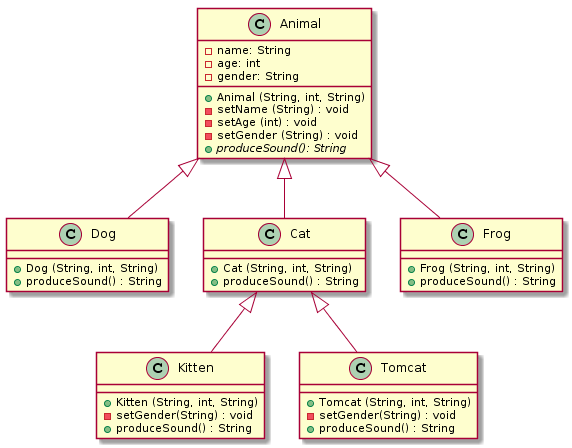 C Animal
name: String
age: int
gender: String
Animal (String, int, String)
setName (String) : void
setAge (int) : void
setGender (String) : void
produceSound(): String
C Dog
Dog (String, int, String)
produceSound() : String
C Cat
Cat (String, int, String)
produceSound() : String
C Frog
Frog (String, int, String)
produceSound() : String
C Kitten
Kitten (String, int, String)
setGender(String) : void
produceSound() : String
C Tomcat
Tomcat (String, int, String)
setGender(String) : void
produceSound() : String